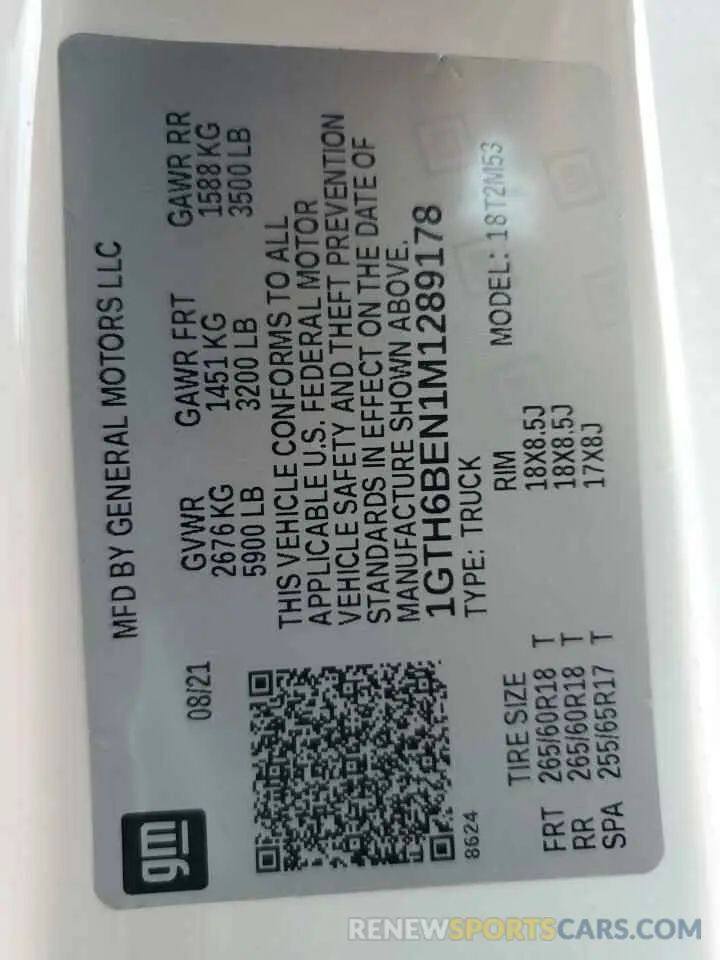 gm
MFD BY GENERAL MOTORS LLC
08/21
GVWR GAWR FRT GAWR RR
2676 KG 1451 KG 1588 KG
5900 LB 3200 LB 3500 LB
THIS VEHICLE CONFORMS TO ALL
APPLICABLE U.S. FEDERAL MOTOR
VEHICLE SAFETY AND THEFT PREVENTION
STANDARDS IN EFFECT ON THE DATE OF
MANUFACTURE SHOWN ABOVE.
1GTH6BEN1M1289178
8624
TYPE: TRUCK MODEL: 18T2M53
TIRE SIZE RIM
FRT 265/60R18 T 18X8.5J
RR 265/60R18 T 18X8.5J
SPA 255/65R17 T 17X8J
RENEWSPORTSCARS.COM